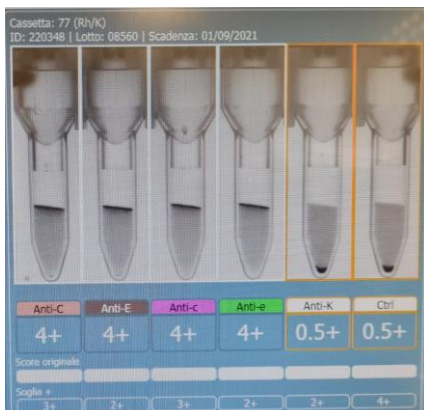 Cassetta: 77 (Rh/K)
ID: 220348 | Lotto: 08560 | Scadenza: 01/09/2021
Anti-C Anti-E Anti-c Anti-e Anti-K Ctrl
4+ 4+ 4+ 4+ 0.5+ 0.5+
Score originale
Soglia +
3+ 2+ 3+ 2+ 2+ 4+